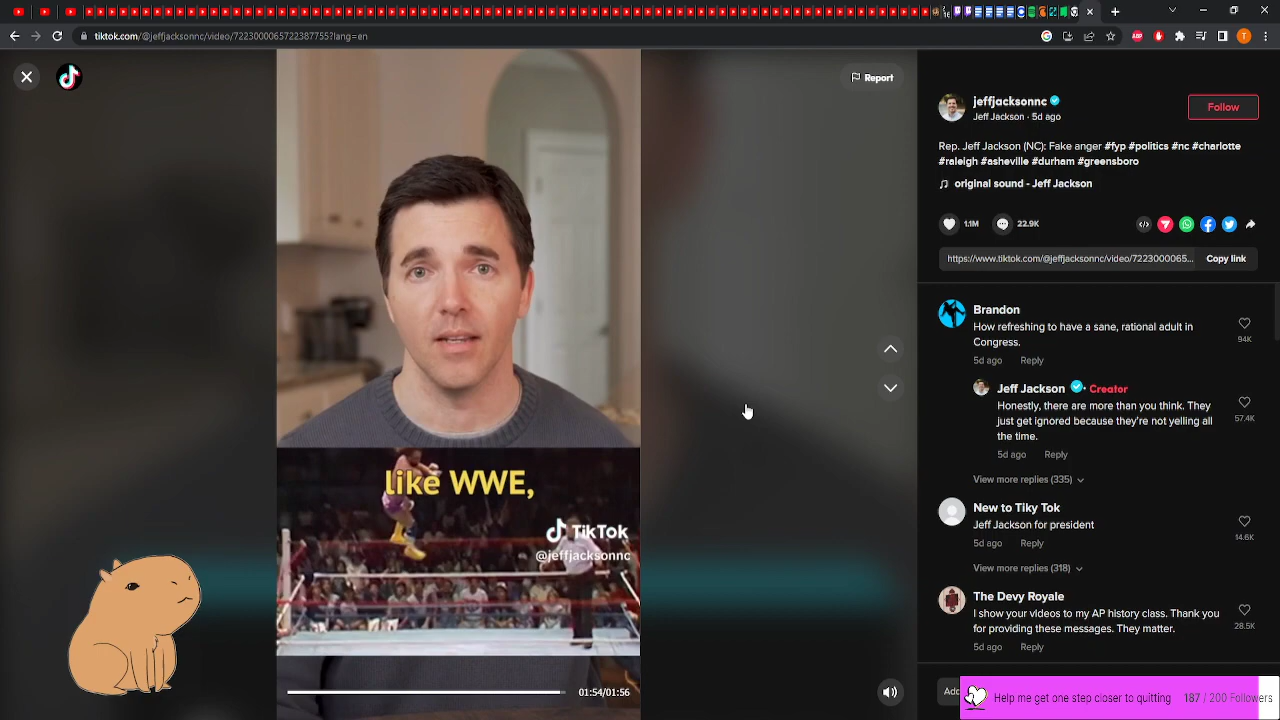 tiktok.com/@jeffjacksonnc/video/7223000065722387755?lang=en
Report
like WWE,
TikTok
@jeffjacksonnc
01:54/01:56
jeffjacksonnc
Jeff Jackson · 5d ago
Follow
Rep. Jeff Jackson (NC): Fake anger #fyp #politics #nc #charlotte
#raleigh #asheville #durham #greensboro
original sound - Jeff Jackson
1.1M
22.9K
https://www.tiktok.com/@jeffjacksonnc/video/7223000065...
Copy link
Brandon
How refreshing to have a sane, rational adult in
Congress.
94K
5d ago Reply
Jeff Jackson · Creator
Honestly, there are more than you think. They
just get ignored because they're not yelling all
the time.
57.4K
5d ago Reply
View more replies (335)
New to Tiky Tok
Jeff Jackson for president
14.6K
5d ago Reply
View more replies (318)
The Devy Royale
I show your messages to my AP history class. Thank you
for providing these messages. They matter.
28.5K
5d ago Reply
Help me get one step closer to quitting 187 / 200 Followers